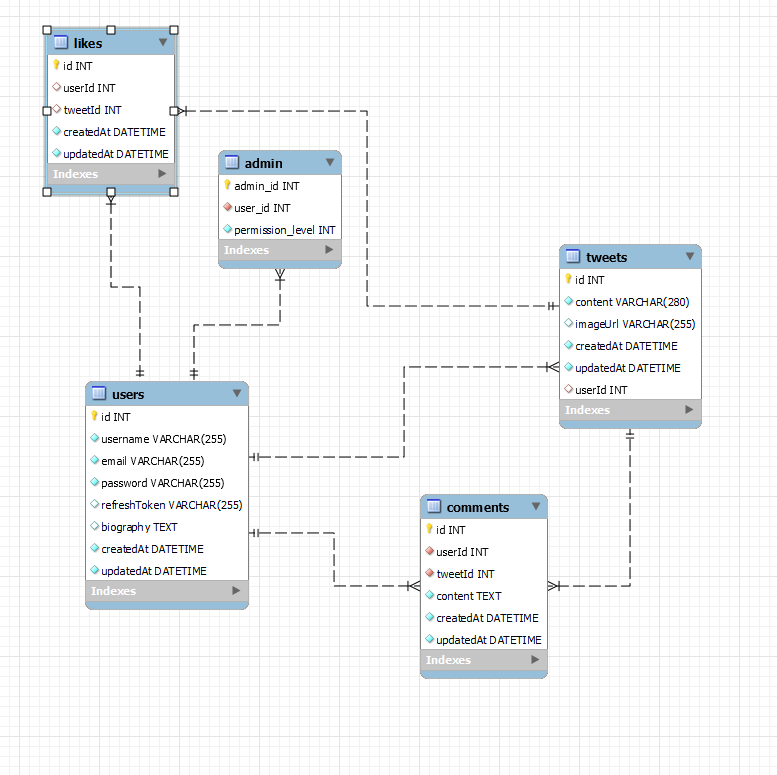 likes
id INT
userId INT
tweetId INT
createdAt DATETIME
updatedAt DATETIME
Indexes
admin
admin_id INT
user_id INT
permission_level INT
Indexes
tweets
id INT
content VARCHAR(280)
imageUrl VARCHAR(255)
createdAt DATETIME
updatedAt DATETIME
userId INT
Indexes
users
id INT
username VARCHAR(255)
email VARCHAR(255)
password VARCHAR(255)
refreshToken VARCHAR(255)
biography TEXT
createdAt DATETIME
updatedAt DATETIME
Indexes
comments
id INT
userId INT
tweetId INT
content TEXT
createdAt DATETIME
updatedAt DATETIME
Indexes